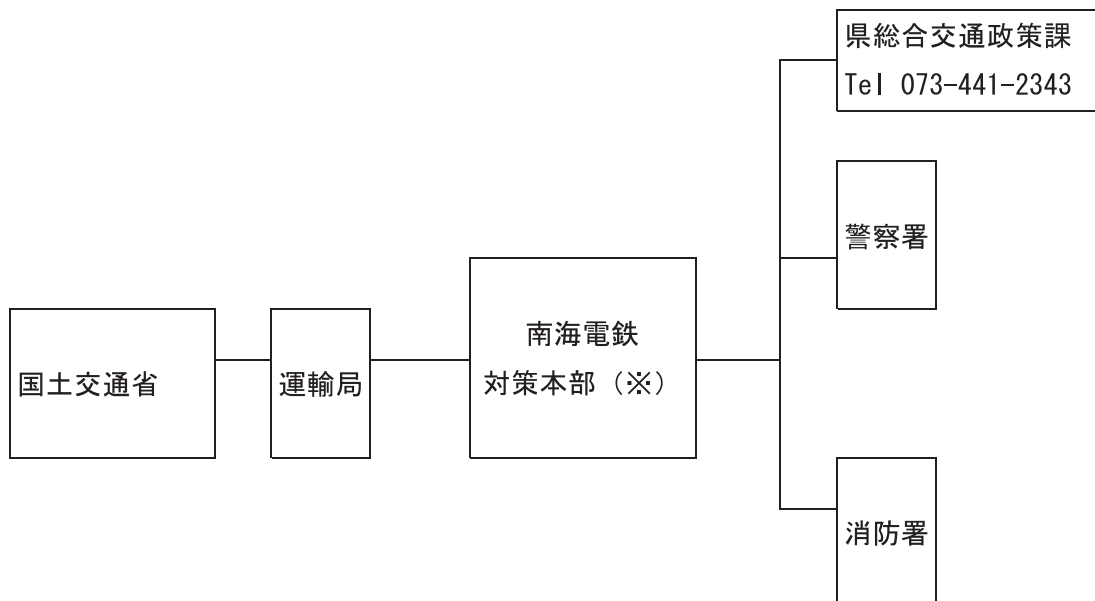 県総合交通政策課
Tel 073-441-2343
警察署
南海電鉄
対策本部（※）
国土交通省
運輸局
消防署